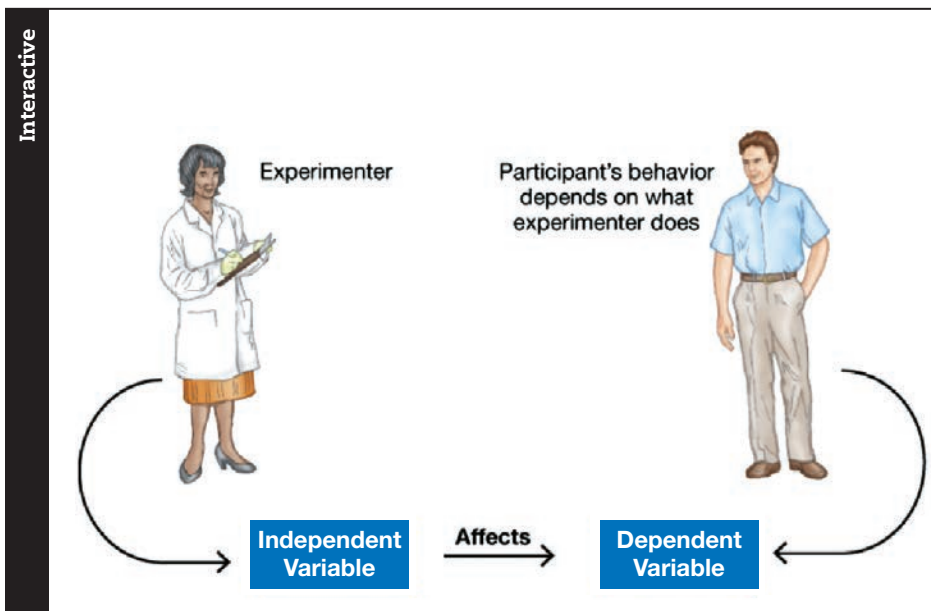 Interactive
Experimenter
Participant's behavior
depends on what
experimenter does
Independent
Variable
Affects
Dependent
Variable